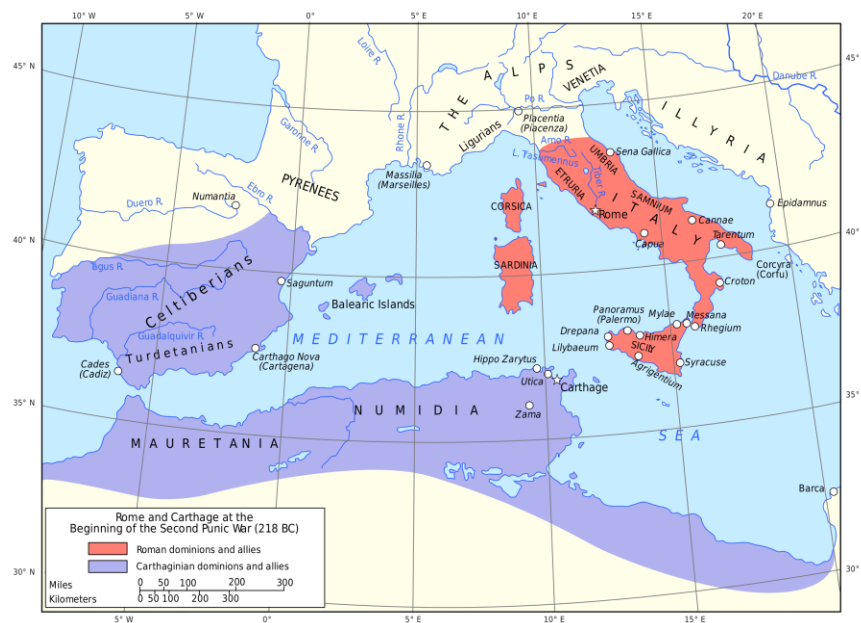 10° W
5° W
0°
5° E
10° E
15° E
20° E
45° N
45° N
40° N
40° N
35° N
35° N
30° N
30° N
5° W
0°
10° E
15° E
Loire R.
THE ALPS
VENETIA
Danube R.
Po R.
Placentia
(Piacenza)
Ligurians
Rhone R.
Garonne R.
ILLYRIA
Arno R.
L. Tasumennus
UMBRIA
Sena Gallica
ETRURIA
Tiber R.
Massilia
(Marseilles)
PYRENEES
Numantia
Ebro R.
Duero R.
CORSICA
Rome
ITALY
SAMNIUM
Cannae
Epidamnus
Capua
Tarentum
Agus R.
Celtiberians
Saguntum
SARDINIA
Corcyra
(Corfu)
Croton
Guadiana R.
Balearic Islands
Guadalquivir R.
Turdetanians
MEDITERRANEAN
SEA
Panoramus
(Palermo)
Mylae
Messana
Rhegium
Drepana
Himera
Lilybaeum
SICILY
Agrigentium
Syracuse
Cades
(Cadiz)
Carthago Nova
(Cartagena)
Hippo Zarytus
Utica
Carthage
Zama
NUMIDIA
MAURETANIA
Barca
Rome and Carthage at the
Beginning of the Second Punic War (218 BC)
Roman dominions and allies
Carthaginian dominions and allies
Miles
0 50 100 200 300
Kilometers
0 50 100 200 300